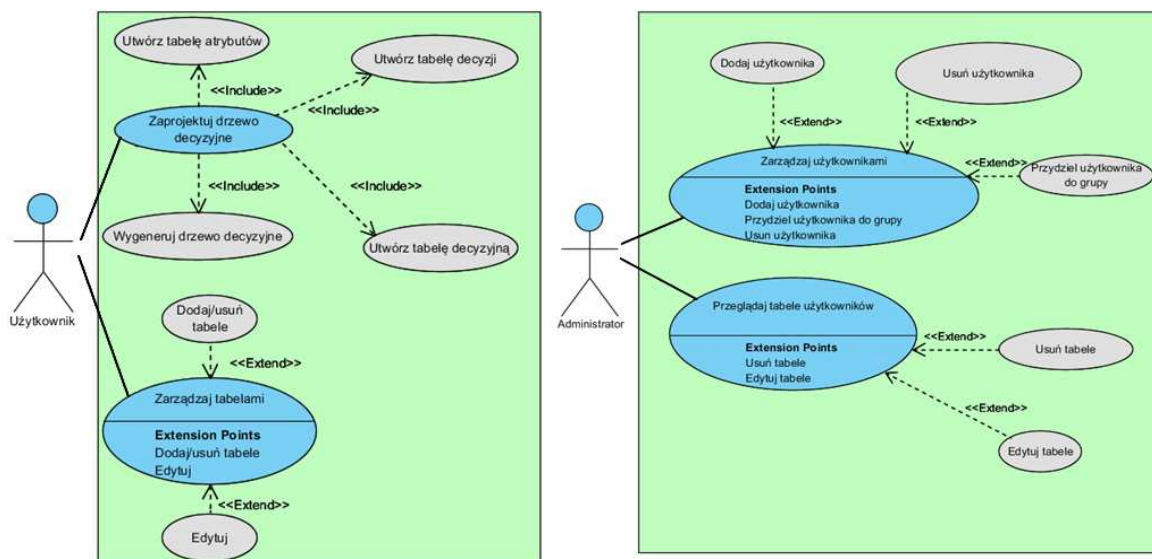 Utwórz tabelę atrybutów
Utwórz tabelę decyzji
<<Include>>
<<Include>>
Zaprojektuj drzewo
decyzyjne
<<Include>>
<<Include>>
Wygeneruj drzewo decyzyjne
Utwórz tabelę decyzyjną
Użytkownik
Dodaj/usuń
tabele
<<Extend>>
Zarządzaj tabelami
Extension Points
Dodaj/usuń tabele
Edytuj
<<Extend>>
Edytuj
Dodaj użytkownika
Usuń użytkownika
<<Extend>>
<<Extend>>
Zarządzaj użytkownikami
<<Extend>>
Przydziel użytkownika
do grupy
Extension Points
Dodaj użytkownika
Przydziel użytkownika do grupy
Usun użytkownika
Administrator
Przeglądaj tabele użytkowników
Extension Points
Usuń tabele
Edytuj tabele
<<Extend>>
Usuń tabele
<<Extend>>
Edytuj tabele